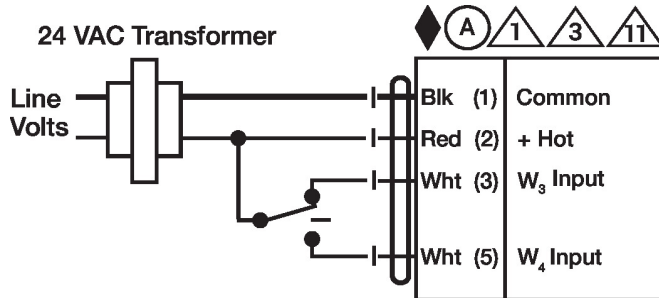 24 VAC Transformer
A 1 3 11
Line
Volts
Blk (1) Common
Red (2) + Hot
Wht (3) W3 Input
Wht (5) W4 Input